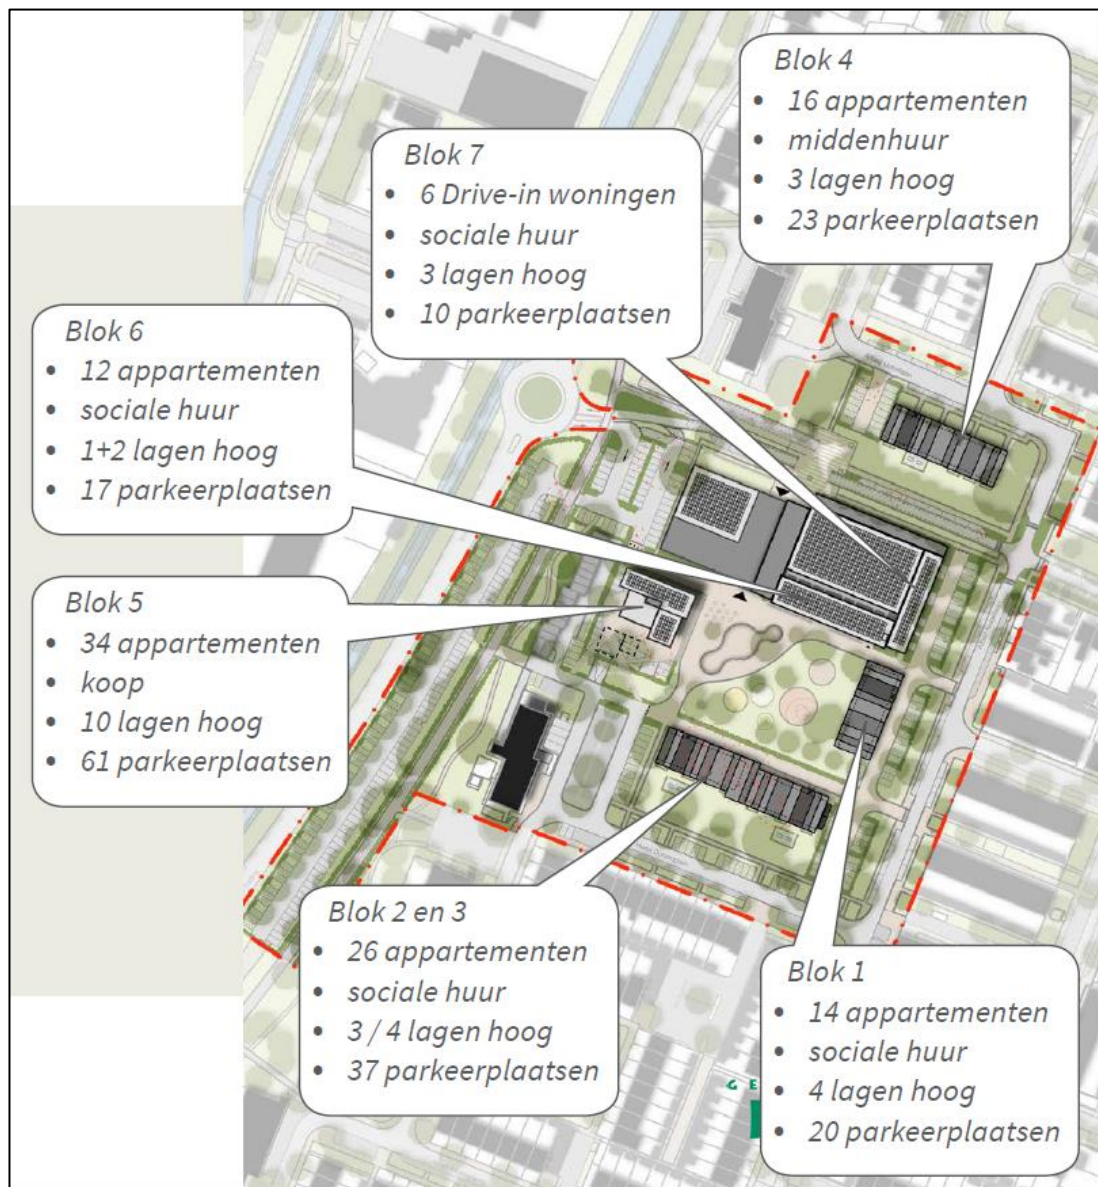 Blok 4
• 16 appartementen
• middenhuur
• 3 lagen hoog
• 23 parkeerplaatsen
Blok 7
• 6 Drive-in woningen
• sociale huur
• 3 lagen hoog
• 10 parkeerplaatsen
Blok 6
• 12 appartementen
• sociale huur
• 1+2 lagen hoog
• 17 parkeerplaatsen
Blok 5
• 34 appartementen
• koop
• 10 lagen hoog
• 61 parkeerplaatsen
Blok 2 en 3
• 26 appartementen
• sociale huur
• 3 / 4 lagen hoog
• 37 parkeerplaatsen
Blok 1
• 14 appartementen
• sociale huur
• 4 lagen hoog
• 20 parkeerplaatsen
G E